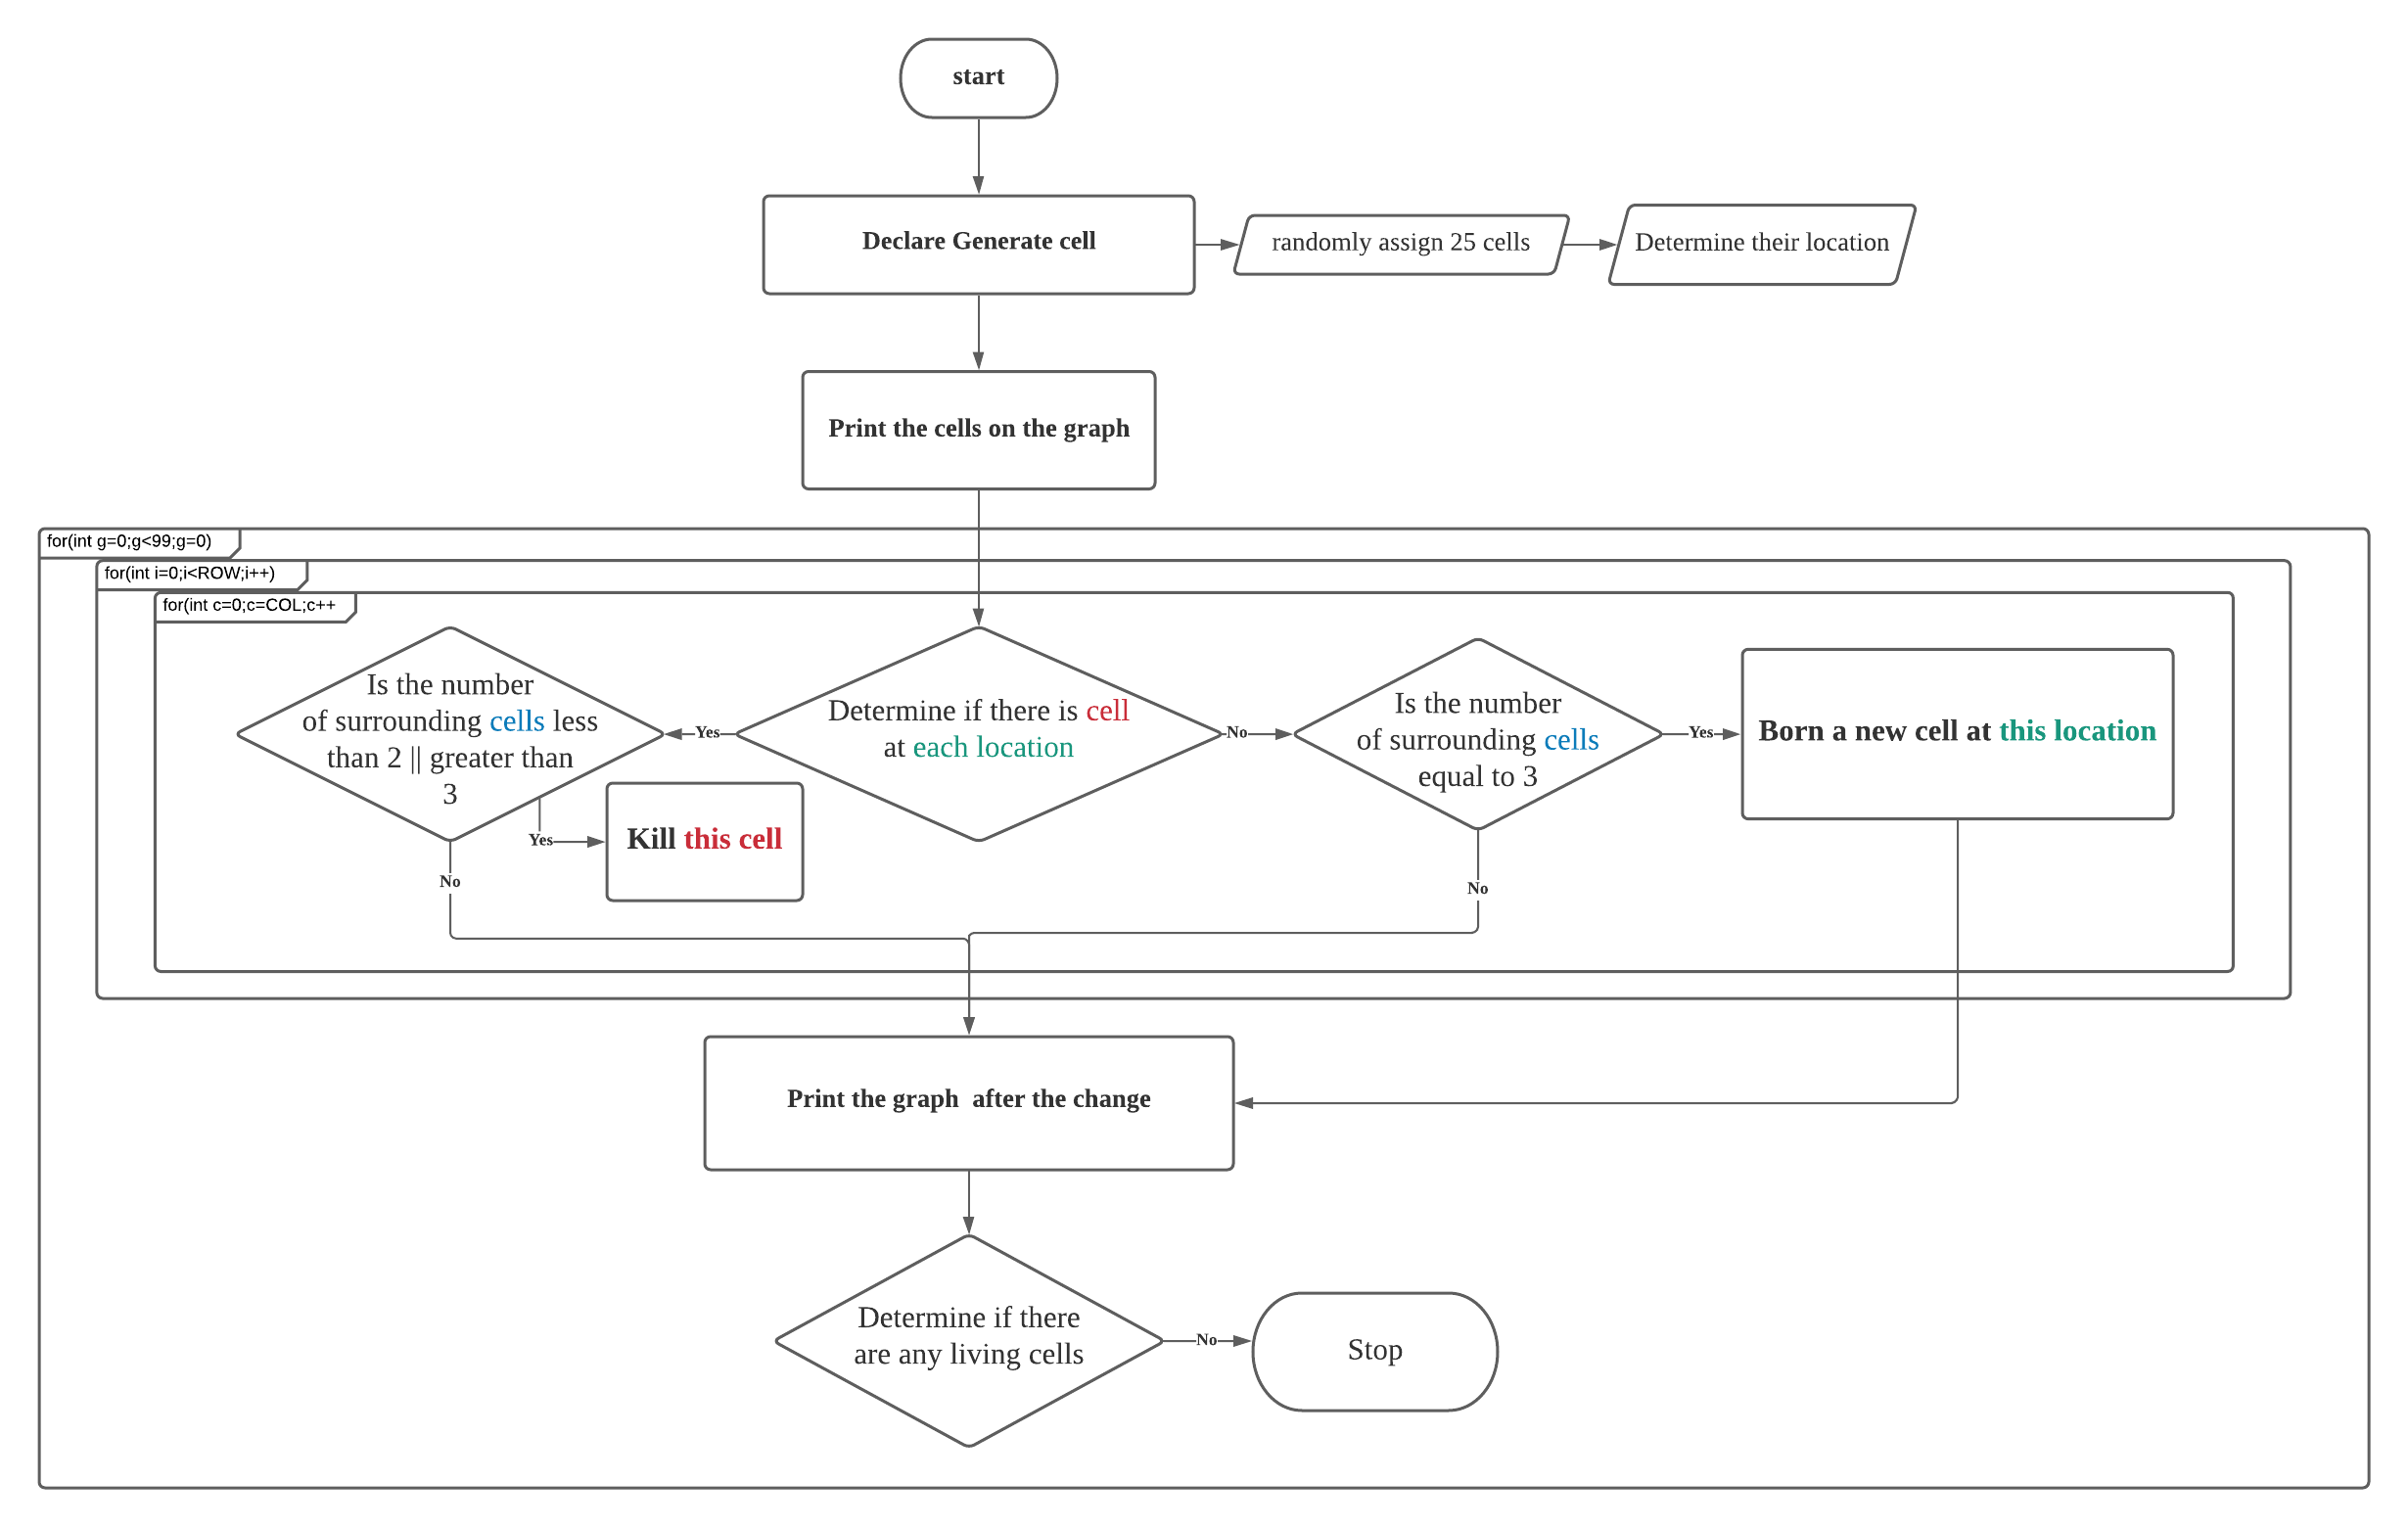 start
Declare Generate cell
randomly assign 25 cells
Determine their location
Print the cells on the graph
for(int g=0;g<99;g=0)
for(int i=0;i<ROW;i++)
for(int c=0;c=COL;c++
Is the number
of surrounding cells less
than 2 || greater than
3
Yes
Determine if there is cell
at each location
No
Is the number
of surrounding cells
equal to 3
Yes
Born a new cell at this location
Yes
Kill this cell
No
No
Print the graph  after the change
Determine if there
are any living cells
No
Stop